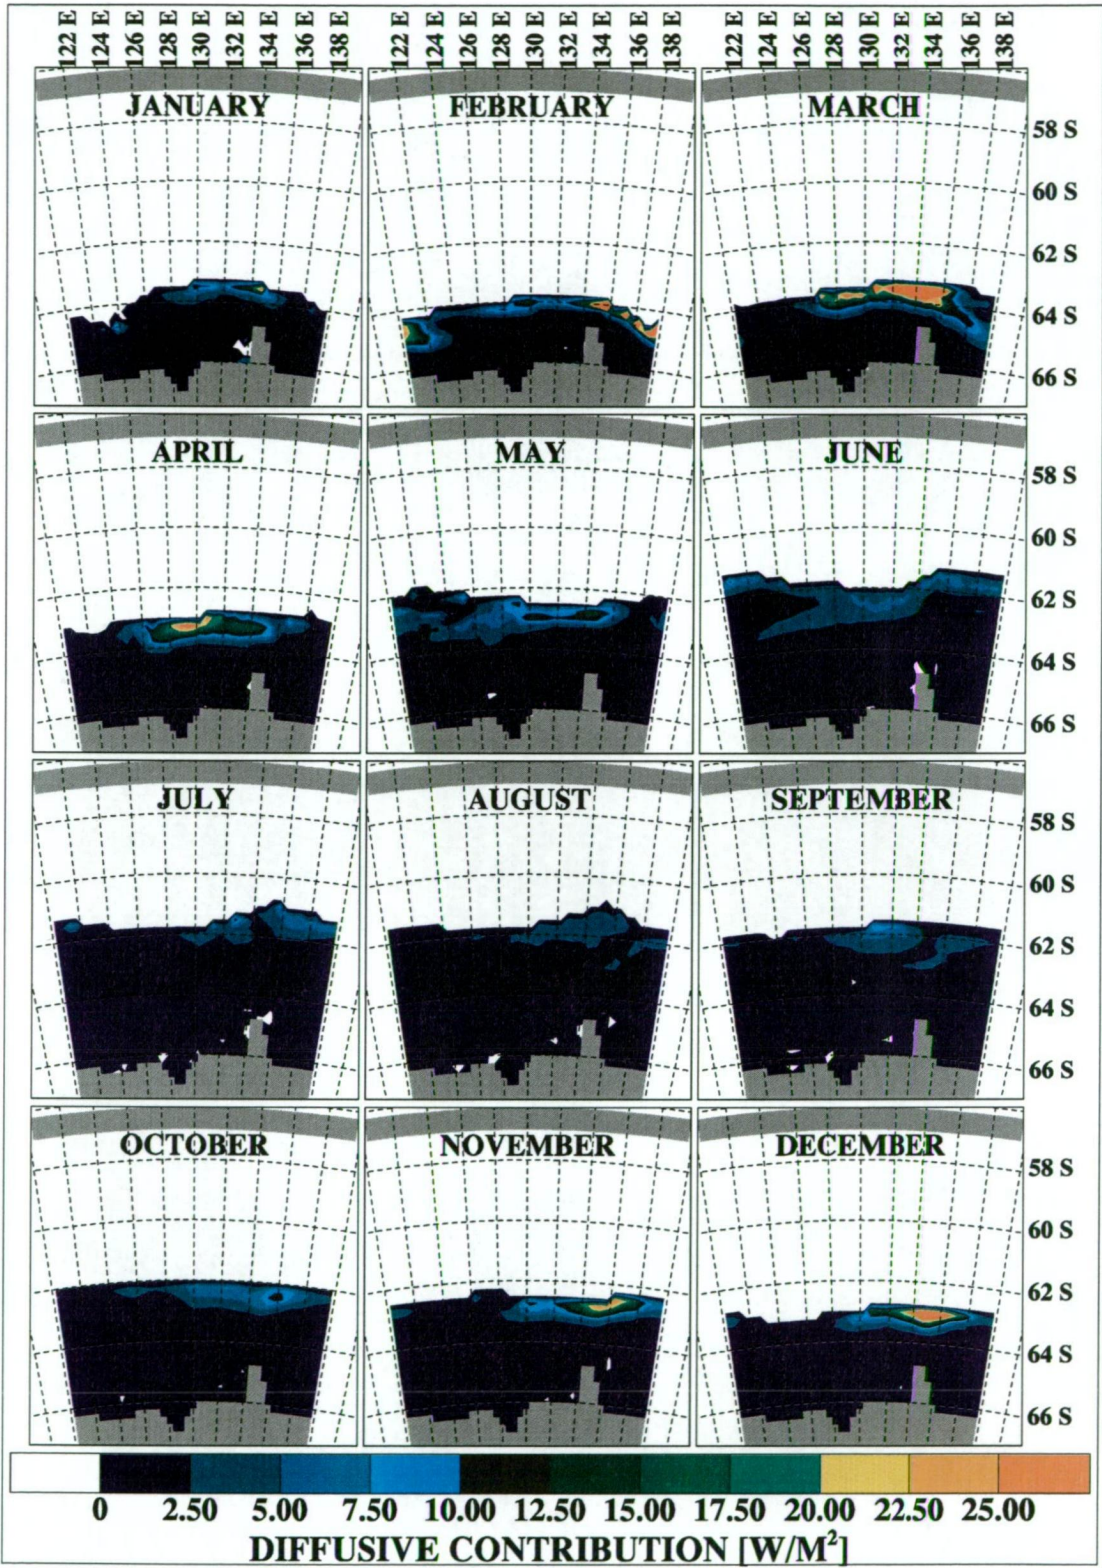 122 E 124 E 126 E 128 E 130 E 132 E 134 E 136 E 138 E 122 E 124 E 126 E 128 E 130 E 132 E 134 E 136 E 138 E 122 E 124 E 126 E 128 E 130 E 132 E 134 E 136 E 138 E
JANUARY FEBRUARY MARCH
58 S
60 S
62 S
64 S
66 S
APRIL MAY JUNE
58 S
60 S
62 S
64 S
66 S
JULY AUGUST SEPTEMBER
58 S
60 S
62 S
64 S
66 S
OCTOBER NOVEMBER DECEMBER
58 S
60 S
62 S
64 S
66 S
0 2.50 5.00 7.50 10.00 12.50 15.00 17.50 20.00 22.50 25.00
DIFFUSIVE CONTRIBUTION [W/M²]